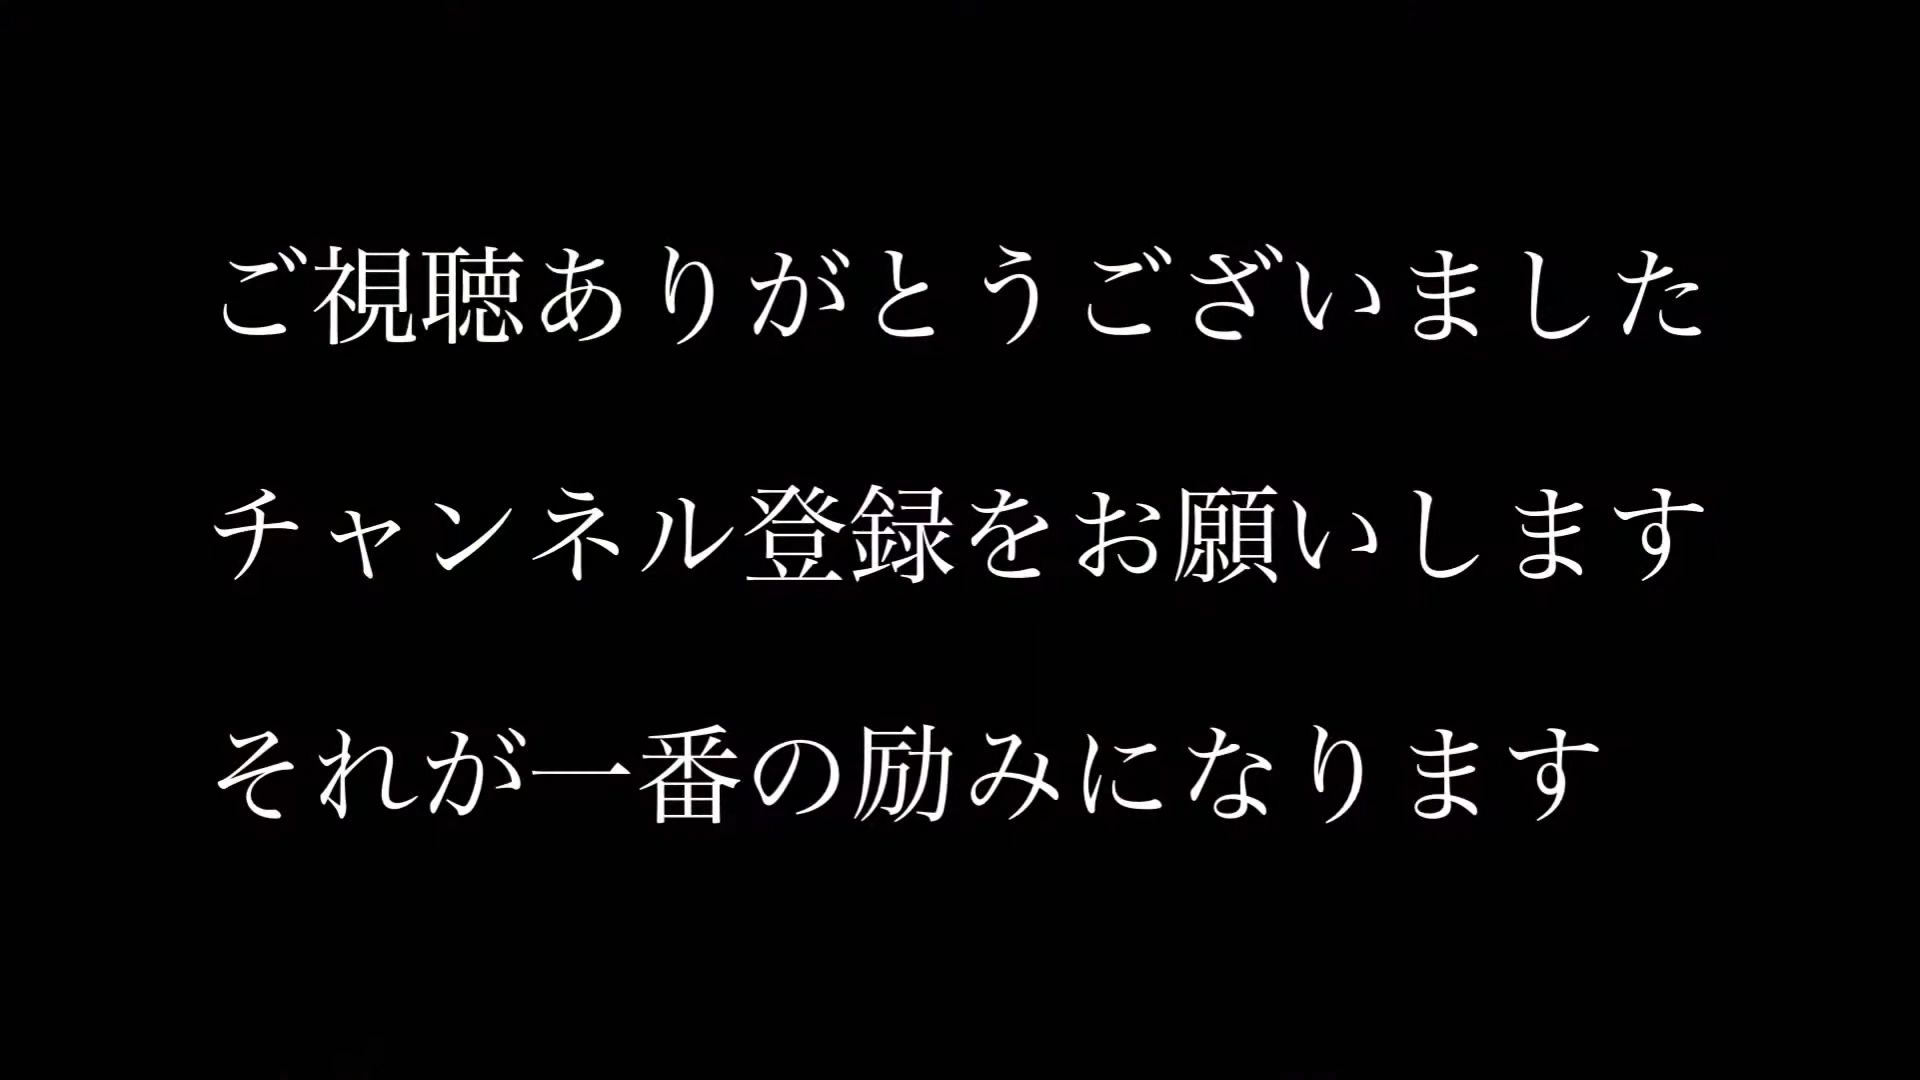 ご視聴ありがとうございました
チャンネル登録をお願いします
それが一番の励みになります